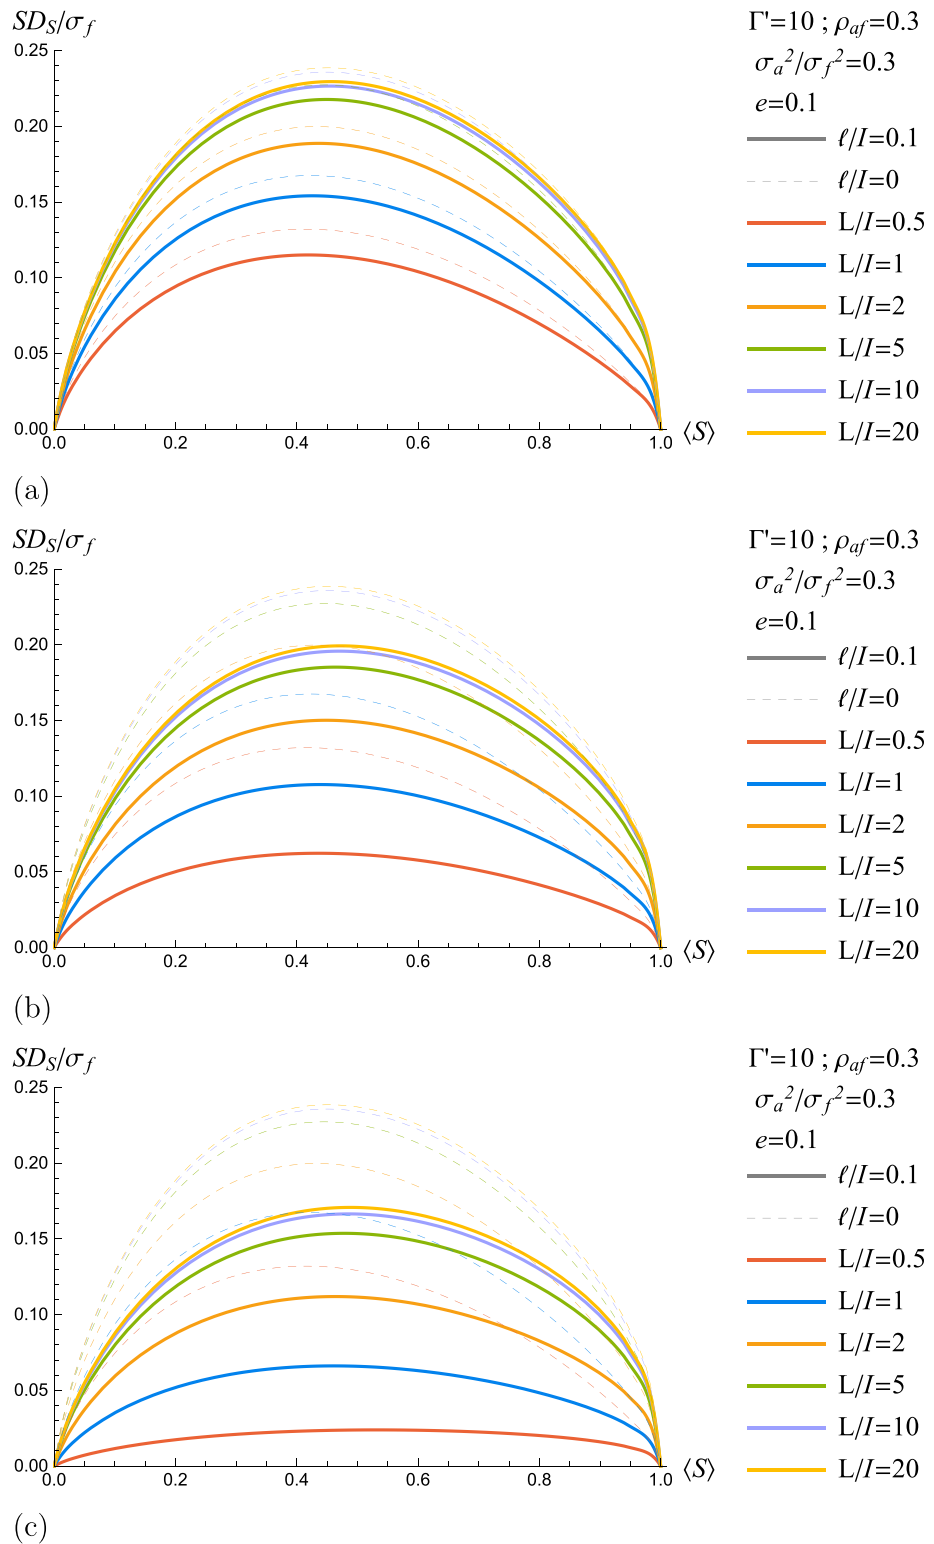 SD_S/σ_f
0.25
0.20
0.15
0.10
0.05
0.00
0.0 0.2 0.4 0.6 0.8 1.0 ⟨S⟩
Γ'=10 ; ρ_af=0.3
σ_a²/σ_f²=0.3
e=0.1
ℓ/I=0.1
ℓ/I=0
L/I=0.5
L/I=1
L/I=2
L/I=5
L/I=10
L/I=20
(a)
SD_S/σ_f
0.25
0.20
0.15
0.10
0.05
0.00
0.0 0.2 0.4 0.6 0.8 1.0 ⟨S⟩
Γ'=10 ; ρ_af=0.3
σ_a²/σ_f²=0.3
e=0.1
ℓ/I=0.1
ℓ/I=0
L/I=0.5
L/I=1
L/I=2
L/I=5
L/I=10
L/I=20
(b)
SD_S/σ_f
0.25
0.20
0.15
0.10
0.05
0.00
0.0 0.2 0.4 0.6 0.8 1.0 ⟨S⟩
Γ'=10 ; ρ_af=0.3
σ_a²/σ_f²=0.3
e=0.1
ℓ/I=0.1
ℓ/I=0
L/I=0.5
L/I=1
L/I=2
L/I=5
L/I=10
L/I=20
(c)